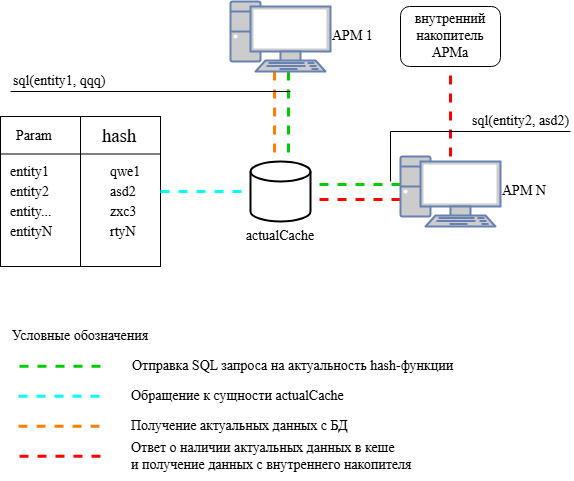 внутренний
накопитель
АРМа
АРМ 1
sql(entity1, qqq)
sql(entity2, asd2)
Param hash
entity1 qwe1
entity2 asd2
entity... zxc3
entityN rtyN
АРМ N
actualCache
Условные обозначения
Отправка SQL запроса на актуальность hash-функции
Обращение к сущности actualCache
Получение актуальных данных с БД
Ответ о наличии актуальных данных в кеше
и получение данных с внутреннего накопителя